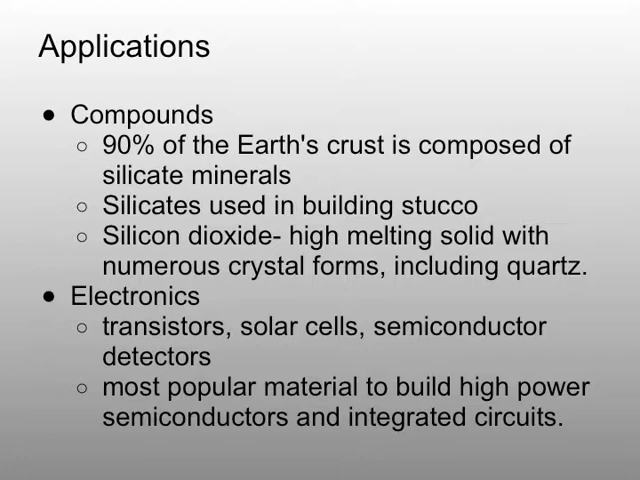 Applications
● Compounds
○ 90% of the Earth's crust is composed of
silicate minerals
○ Silicates used in building stucco
○ Silicon dioxide- high melting solid with
numerous crystal forms, including quartz.
● Electronics
○ transistors, solar cells, semiconductor
detectors
○ most popular material to build high power
semiconductors and integrated circuits.